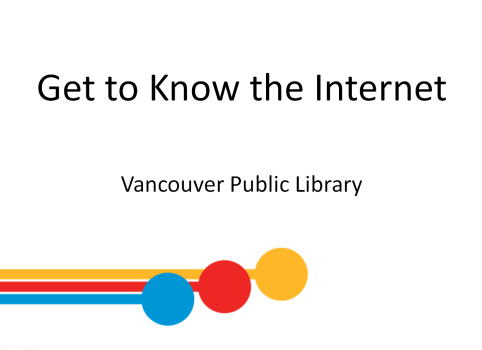 Get to Know the Internet
Vancouver Public Library